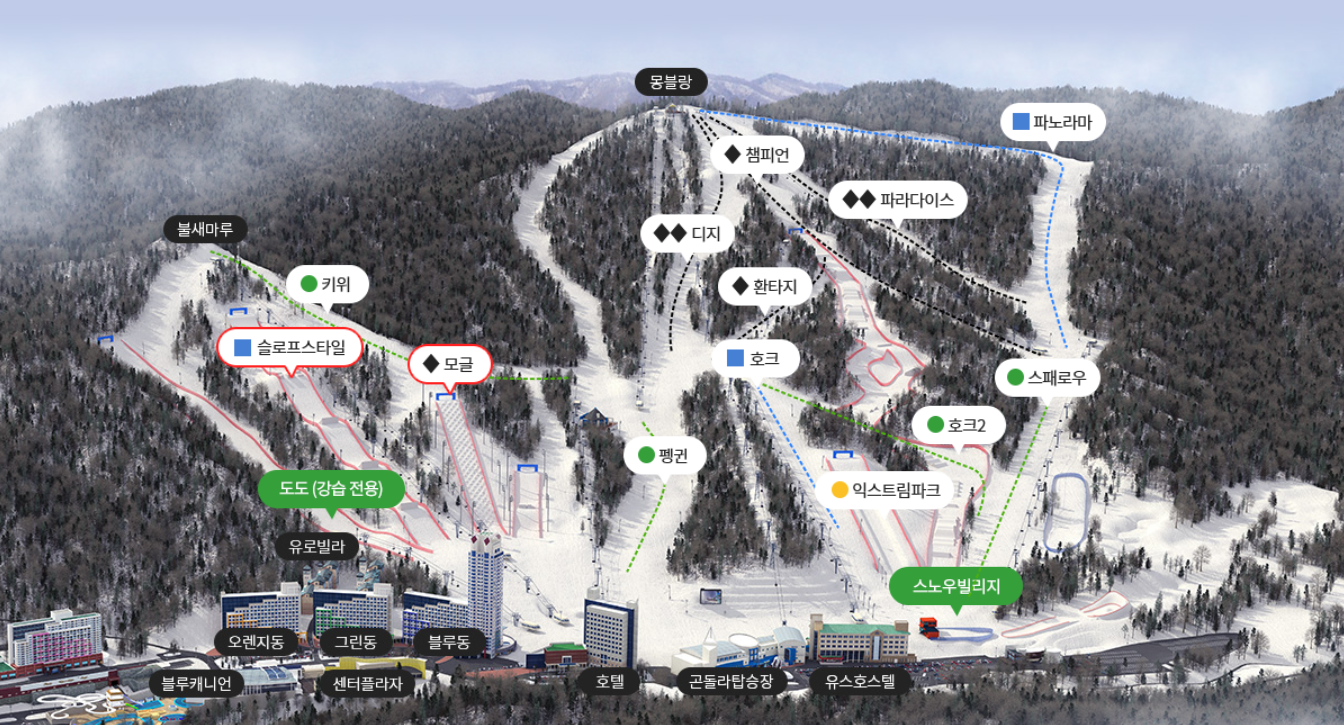 몽블랑
파노라마
챔피언
파라다이스
불새마루
디지
키위
환타지
슬로프스타일
모글
호크
스패로우
호크2
펭귄
도도 (강습 전용)
익스트림파크
유로빌라
스노우빌리지
오렌지동
그린동
블루동
블루캐니언
센터플라자
호텔
곤돌라탑승장
유스호스텔